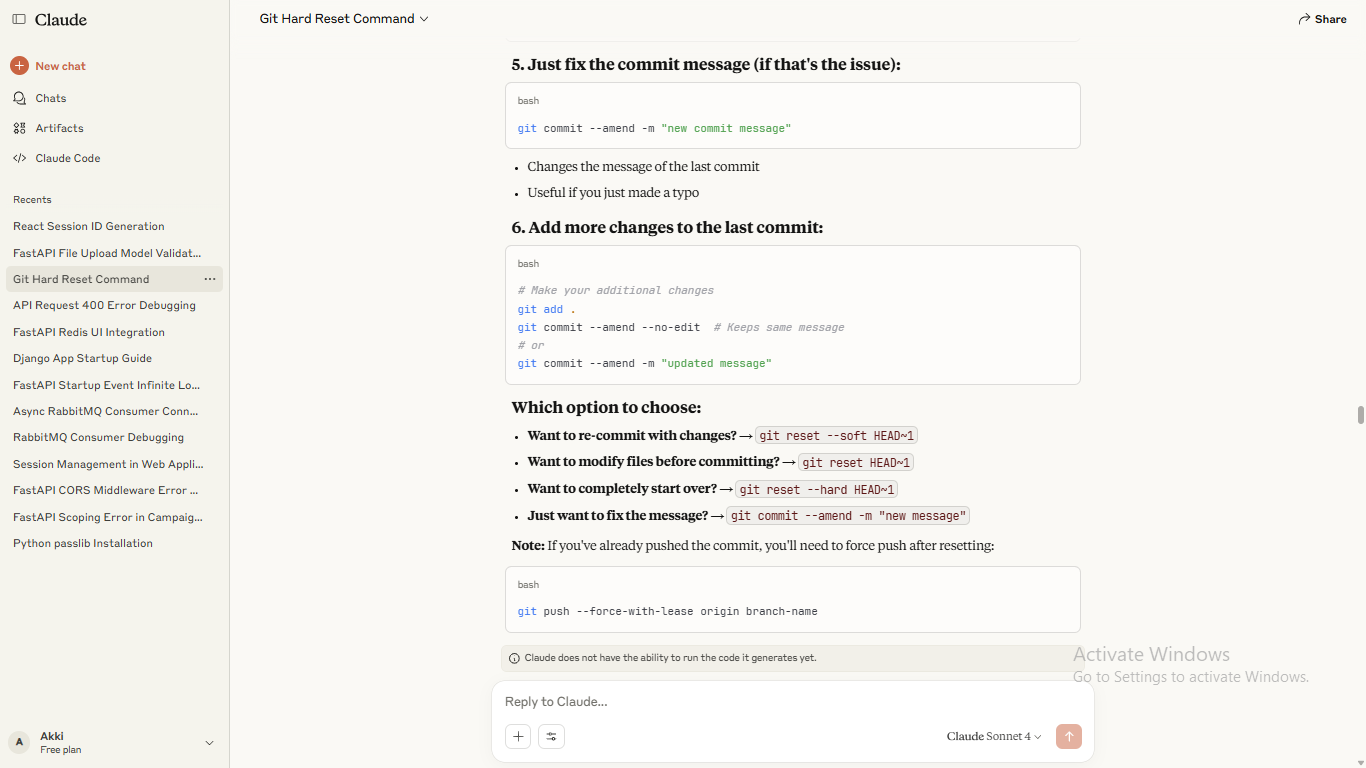 Claude
New chat
Chats
Artifacts
Claude Code
Recents
React Session ID Generation
FastAPI File Upload Model Validat...
Git Hard Reset Command
API Request 400 Error Debugging
FastAPI Redis UI Integration
Django App Startup Guide
FastAPI Startup Event Infinite Lo...
Async RabbitMQ Consumer Conn...
RabbitMQ Consumer Debugging
Session Management in Web Appli...
FastAPI CORS Middleware Error ...
FastAPI Scoping Error in Campaig...
Python passlib Installation
A
Akki
Free plan
Git Hard Reset Command
Share
5. Just fix the commit message (if that's the issue):
bash
git commit --amend -m "new commit message"
• Changes the message of the last commit
• Useful if you just made a typo
6. Add more changes to the last commit:
bash
# Make your additional changes
git add .
git commit --amend --no-edit  # Keeps same message
# or
git commit --amend -m "updated message"
Which option to choose:
• Want to re-commit with changes? → git reset --soft HEAD~1
• Want to modify files before committing? → git reset HEAD~1
• Want to completely start over? → git reset --hard HEAD~1
• Just want to fix the message? → git commit --amend -m "new message"
Note: If you've already pushed the commit, you'll need to force push after resetting:
bash
git push --force-with-lease origin branch-name
Claude does not have the ability to run the code it generates yet.
Reply to Claude...
Claude Sonnet 4
Activate Windows
Go to Settings to activate Windows.